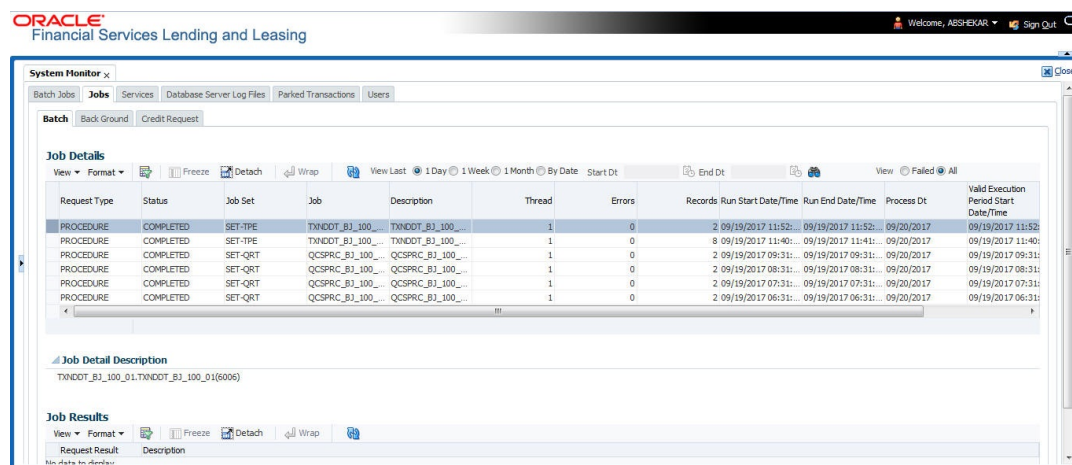 ORACLE
Financial Services Lending and Leasing
Welcome, ABSHEKAR Sign Out
System Monitor x
Close
Batch Jobs Jobs Services Database Server Log Files Parked Transactions Users
Batch Back Ground Credit Request
Job Details
View Format Freeze Detach Wrap View Last 1 Day 1 Week 1 Month By Date Start Dt End Dt View Failed All
Request Type Status Job Set Job Description Thread Errors Records Run Start Date/Time Run End Date/Time Process Dt Valid Execution Period Start Date/Time
PROCEDURE COMPLETED SET-TPE TXNDDT_BJ_100_... TXNDDT_BJ_100_... 1 0 2 09/19/2017 11:52:... 09/19/2017 11:52:... 09/20/2017 09/19/2017 11:52:
PROCEDURE COMPLETED SET-TPE TXNDDT_BJ_100_... TXNDDT_BJ_100_... 1 0 8 09/19/2017 11:40:... 09/19/2017 11:41:... 09/20/2017 09/19/2017 11:40:
PROCEDURE COMPLETED SET-QRT QCSPRC_BJ_100_... QCSPRC_BJ_100_... 1 0 2 09/19/2017 09:31:... 09/19/2017 09:31:... 09/20/2017 09/19/2017 09:31:
PROCEDURE COMPLETED SET-QRT QCSPRC_BJ_100_... QCSPRC_BJ_100_... 1 0 2 09/19/2017 08:31:... 09/19/2017 08:31:... 09/20/2017 09/19/2017 08:31:
PROCEDURE COMPLETED SET-QRT QCSPRC_BJ_100_... QCSPRC_BJ_100_... 1 0 2 09/19/2017 07:31:... 09/19/2017 07:31:... 09/20/2017 09/19/2017 07:31:
PROCEDURE COMPLETED SET-QRT QCSPRC_BJ_100_... QCSPRC_BJ_100_... 1 0 2 09/19/2017 06:31:... 09/19/2017 06:31:... 09/20/2017 09/19/2017 06:31:
Job Detail Description
TXNDDT_BJ_100_01.TXNDDT_BJ_100_01(6006)
Job Results
View Format Freeze Detach Wrap
Request Result Description
No data to display